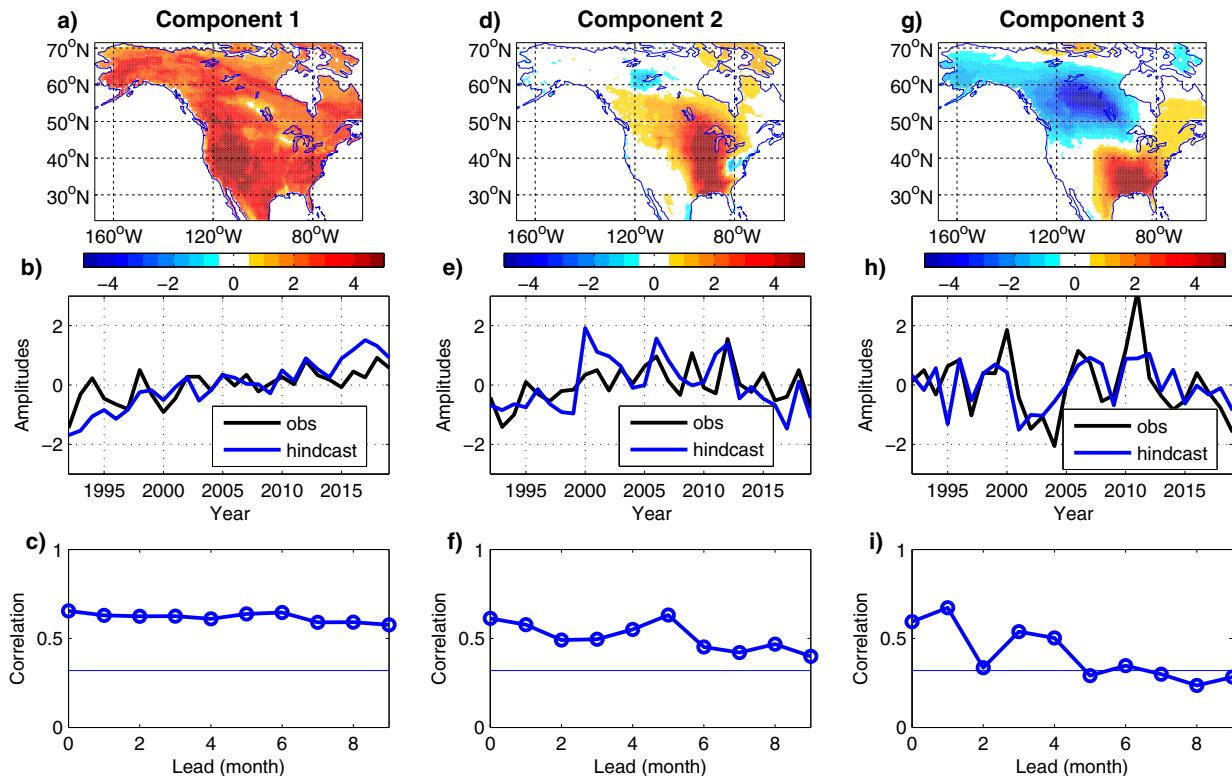 a) Component 1
70°N
60°N
50°N
40°N
30°N
160°W 120°W 80°W
−4 −2 0 2 4
b)
2
0
−2
Amplitudes
obs
hindcast
1995 2000 2005 2010 2015
Year
c)
1
0.5
0
Correlation
0 2 4 6 8
Lead (month)
d) Component 2
70°N
60°N
50°N
40°N
30°N
160°W 120°W 80°W
−4 −2 0 2 4
e)
2
0
−2
Amplitudes
obs
hindcast
1995 2000 2005 2010 2015
Year
f)
1
0.5
0
Correlation
0 2 4 6 8
Lead (month)
g) Component 3
70°N
60°N
50°N
40°N
30°N
160°W 120°W 80°W
−4 −2 0 2 4
h)
2
0
−2
Amplitudes
obs
hindcast
1995 2000 2005 2010 2015
Year
i)
1
0.5
0
Correlation
0 2 4 6 8
Lead (month)